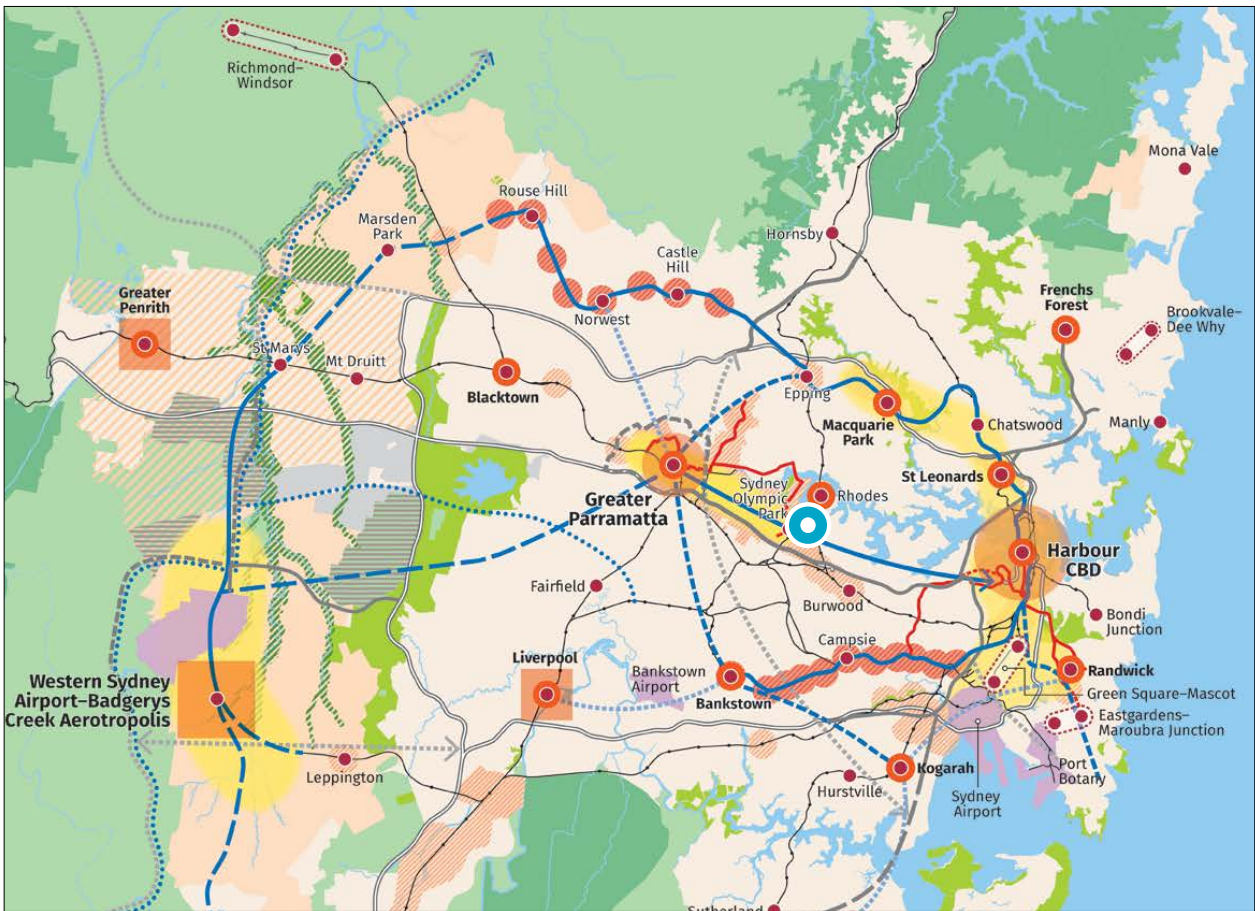 Richmond–
Windsor
Mona Vale
Rouse Hill
Marsden
Park
Hornsby
Castle
Hill
Greater
Penrith
Frenchs
Forest
Norwest
Brookvale–
Dee Why
St Marys
Mt Druitt
Blacktown
Epping
Macquarie
Park
Chatswood
Manly
St Leonards
Sydney
Olympic
Park
Rhodes
Greater
Parramatta
Harbour
CBD
Fairfield
Burwood
Bondi
Junction
Campsie
Liverpool
Bankstown
Airport
Randwick
Western Sydney
Airport–Badgerys
Creek Aerotropolis
Bankstown
Green Square–Mascot
Eastgardens–
Maroubra Junction
Leppington
Kogarah
Port
Botany
Hurstville
Sydney
Airport
Sutherland